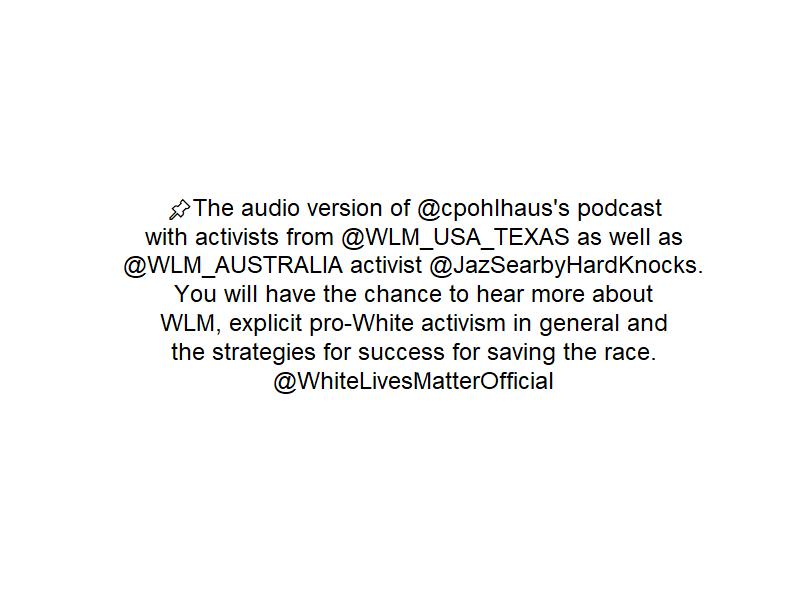 📌The audio version of @cpohlhaus's podcast
with activists from @WLM_USA_TEXAS as well as
@WLM_AUSTRALIA activist @JazSearbyHardKnocks.
You will have the chance to hear more about
WLM, explicit pro-White activism in general and
the strategies for success for saving the race.
@WhiteLivesMatterOfficial